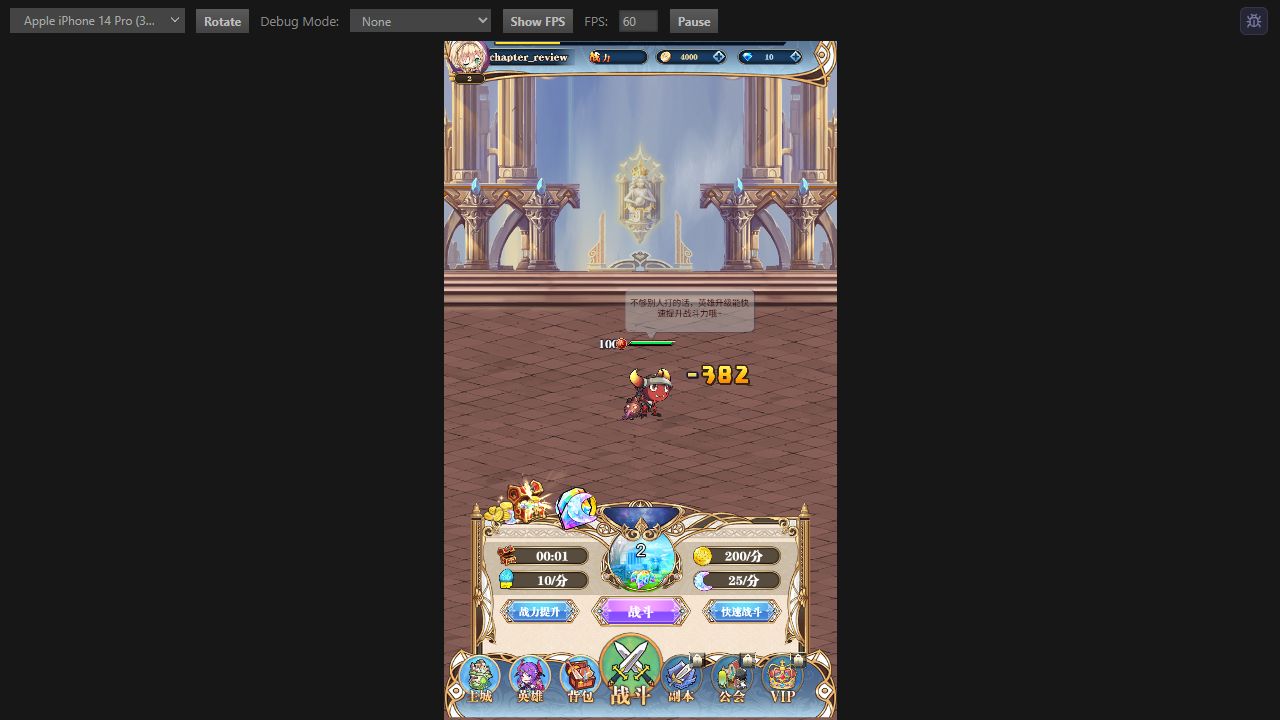 Apple iPhone 14 Pro (3...
Rotate
Debug Mode:
None
Show FPS
FPS:
60
Pause
chapter_review
战力
4000
10
2
不够别人打的话，英雄升级能快
速提升战斗力哦~
100
-382
2
00:01
200/分
10/分
25/分
战力提升
战斗
快速战斗
主城
英雄
背包
战斗
副本
公会
VIP